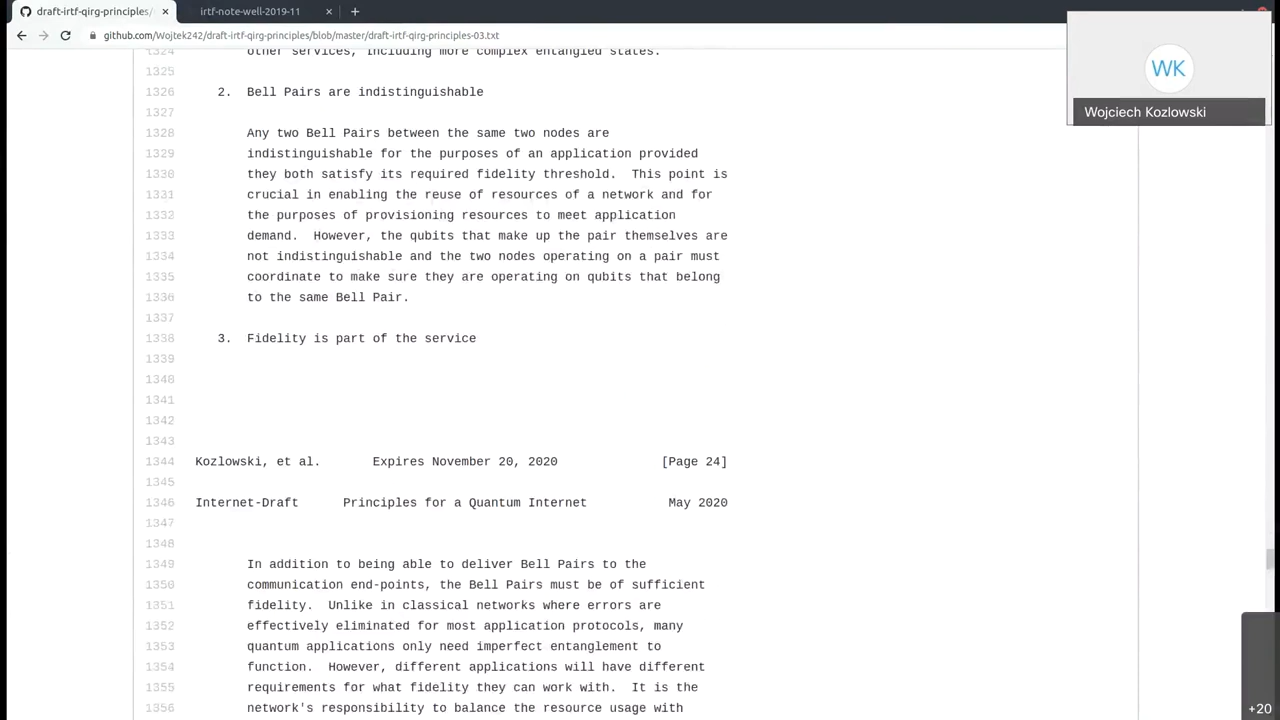 draft-irtf-qirg-principles/
irtf-note-well-2019-11
github.com/Wojtek242/draft-irtf-qirg-principles/blob/master/draft-irtf-qirg-principles-03.txt
WK
Wojciech Kozlowski
1324 other services, including more complex entangled states.
1325
1326 2. Bell Pairs are indistinguishable
1327
1328 Any two Bell Pairs between the same two nodes are
1329 indistinguishable for the purposes of an application provided
1330 they both satisfy its required fidelity threshold. This point is
1331 crucial in enabling the reuse of resources of a network and for
1332 the purposes of provisioning resources to meet application
1333 demand. However, the qubits that make up the pair themselves are
1334 not indistinguishable and the two nodes operating on a pair must
1335 coordinate to make sure they are operating on qubits that belong
1336 to the same Bell Pair.
1337
1338 3. Fidelity is part of the service
1339
1340
1341
1342
1343
1344 Kozlowski, et al. Expires November 20, 2020 [Page 24]
1345
1346 Internet-Draft Principles for a Quantum Internet May 2020
1347
1348
1349 In addition to being able to deliver Bell Pairs to the
1350 communication end-points, the Bell Pairs must be of sufficient
1351 fidelity. Unlike in classical networks where errors are
1352 effectively eliminated for most application protocols, many
1353 quantum applications only need imperfect entanglement to
1354 function. However, different applications will have different
1355 requirements for what fidelity they can work with. It is the
1356 network's responsibility to balance the resource usage with
+20